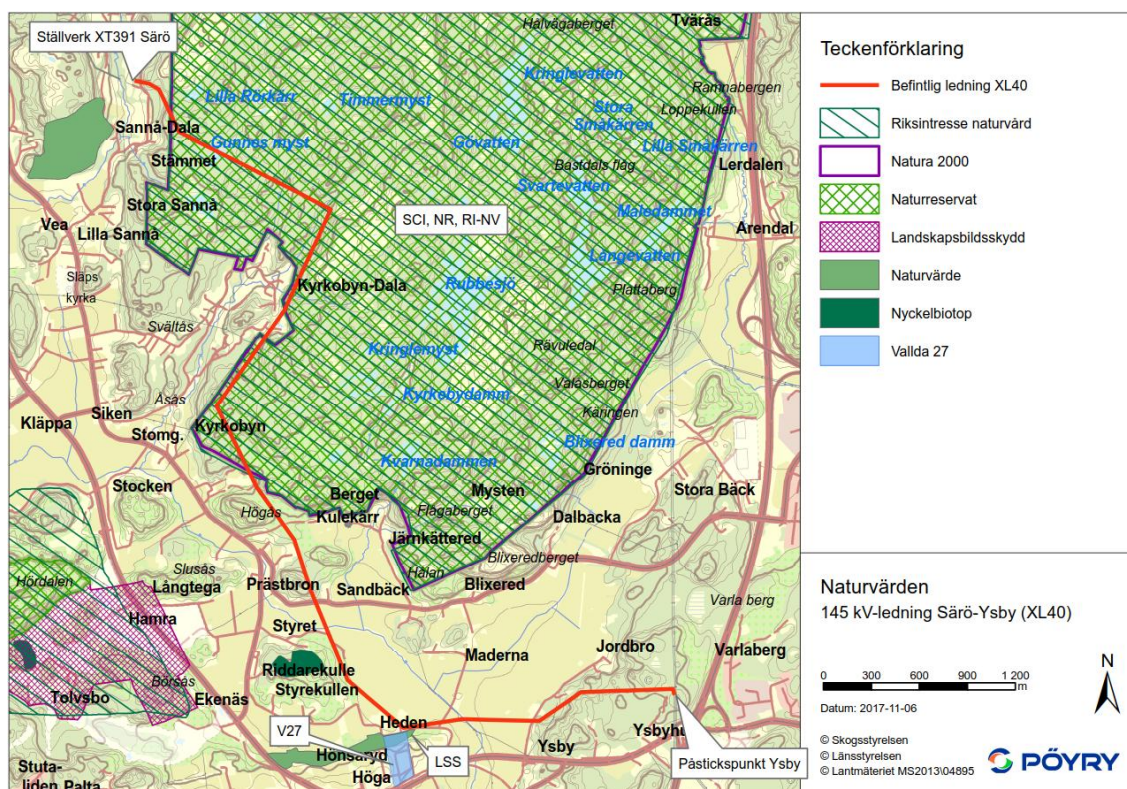 Ställverk XT391 Särö
Hålvägaberget
Tvärås
Kringlevatten
Ramnabergen
Lilla Rörkärr
Timmermyst
Stora
Småkärren
Loppekullen
Sannå-Dala
Gunnes myst
Gövatten
Lilla Småkärren
Stämmet
Bastdals flåg
Lerdalen
Svartevatten
Stora Sannå
SCI, NR, RI-NV
Maledammet
Vea
Lilla Sannå
Arendal
Långevatten
Släps
kyrka
Kyrkobyn-Dala
Rubbesjö
Plattaberg
Svältås
Kringlemyst
Rävuledal
Valåsberget
Åsås
Kyrkebydamm
Siken
Käringen
Kläppa
Stomg.
Kyrkobyn
Blixered damm
Kvarnadammen
Gröninge
Stocken
Berget
Mysten
Stora Bäck
Högås
Kulekärr
Flågaberget
Dalbacka
Järnkättered
Slusås
Blixeredberget
Hördalen
Långtega
Prästbron
Hålan
Sandbäck
Blixered
Varla berg
Hamra
Styret
Jordbro
Maderna
Varlaberg
Riddarekulle
Börsås
Styrekullen
Tolvsbo
Ekenäs
Heden
V27
Ysbyhu
Hönsaryd
LSS
Ysby
Påstickspunkt Ysby
Stuta-
liden
Palta
Höga
Teckenförklaring
Befintlig ledning XL40
Riksintresse naturvård
Natura 2000
Naturreservat
Landskapsbildsskydd
Naturvärde
Nyckelbiotop
Vallda 27
Naturvärden
145 kV-ledning Särö-Ysby (XL40)
0 300 600 900 1200
m
N
Datum: 2017-11-06
© Skogsstyrelsen
© Länsstyrelsen
© Lantmäteriet MS2013\04895
PÖYRY